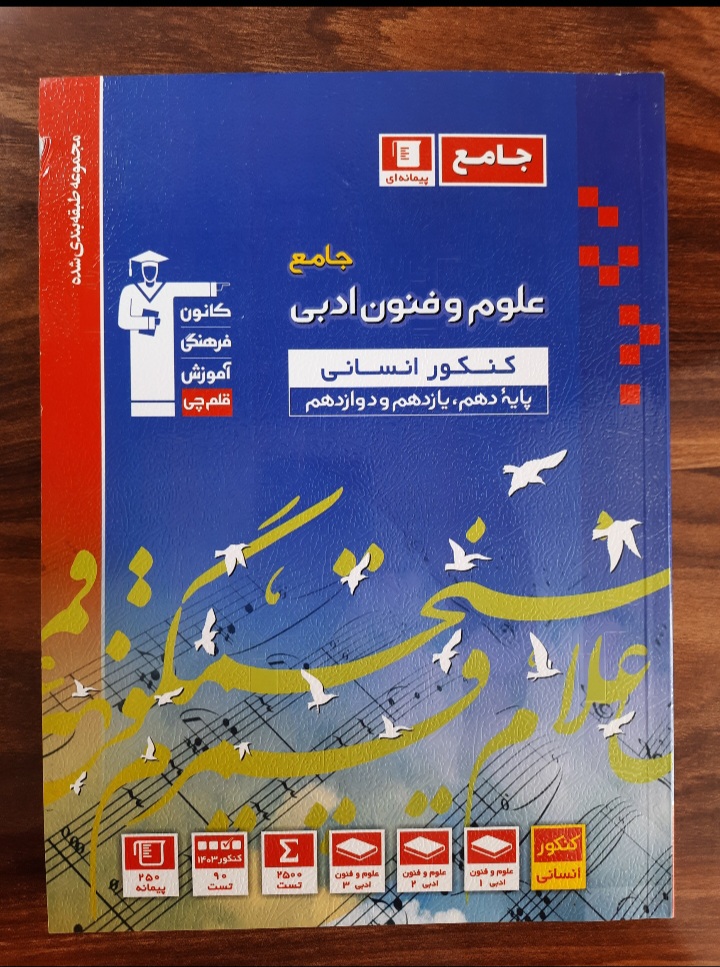 مجموعه طبقه‌بندی شده
جامع
پیمانه‌ای
جامع
علوم و فنون ادبی
کنکور انسانی
پایهٔ دهم، یازدهم و دوازدهم
کانون
فرهنگی
آموزش
قلم‌چی
کنکور
انسانی
علوم و فنون
ادبی ۱
علوم و فنون
ادبی ۲
علوم و فنون
ادبی ۳
۲۵۰۰
تست
کنکور ۱۴۰۳
۹۰
تست
۲۵۰
پیمانه